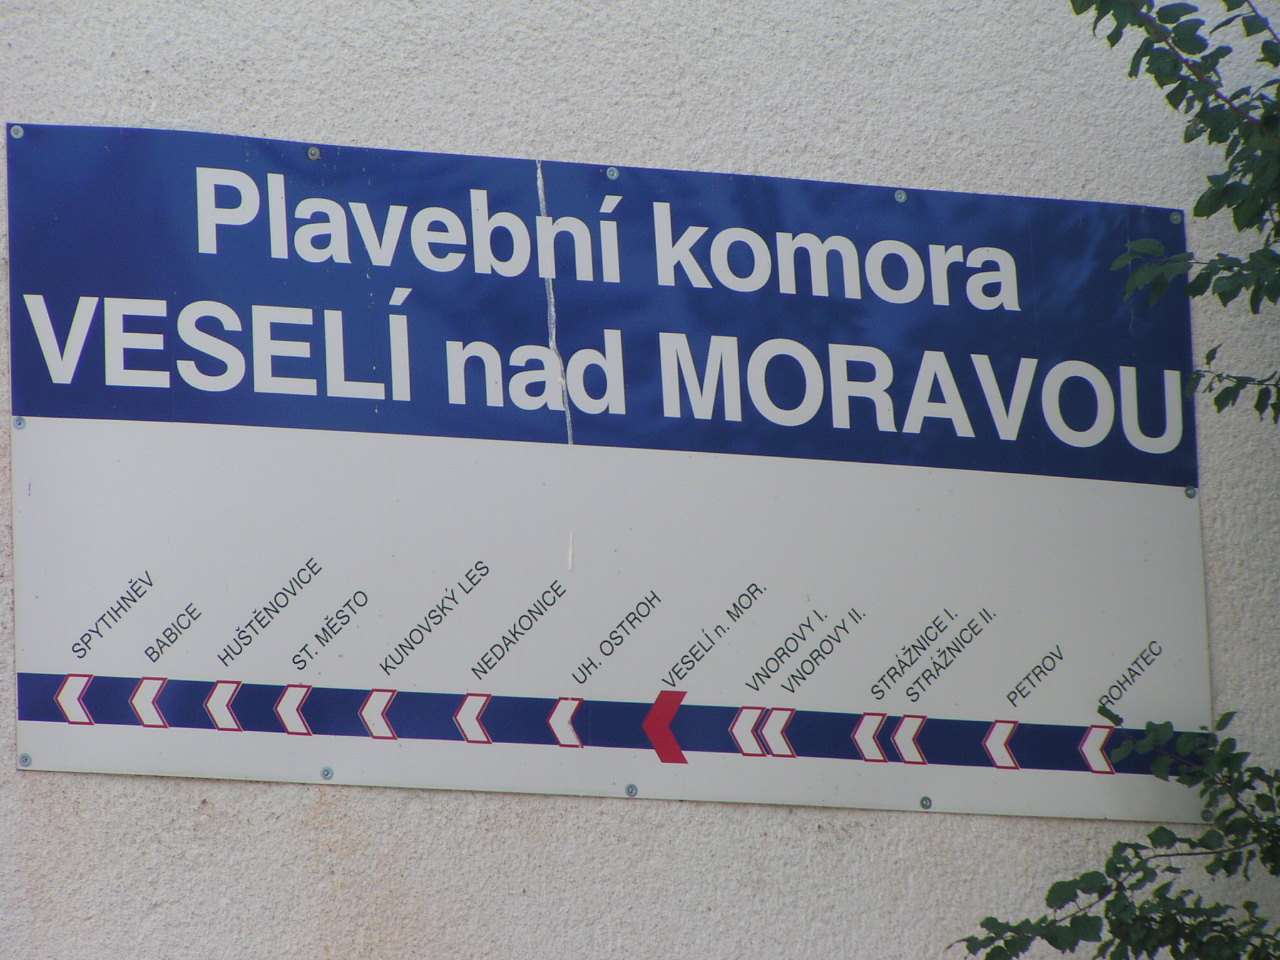 Plavební komora
VESELÍ nad MORAVOU
SPYTIHNĚV
BABICE
HUŠTĚNOVICE
ST. MĚSTO
KUNOVSKÝ LES
NEDAKONICE
UH. OSTROH
VESELÍ n. MOR.
VNOROVY I.
VNOROVY II.
STRÁŽNICE I.
STRÁŽNICE II.
PETROV
ROHATEC